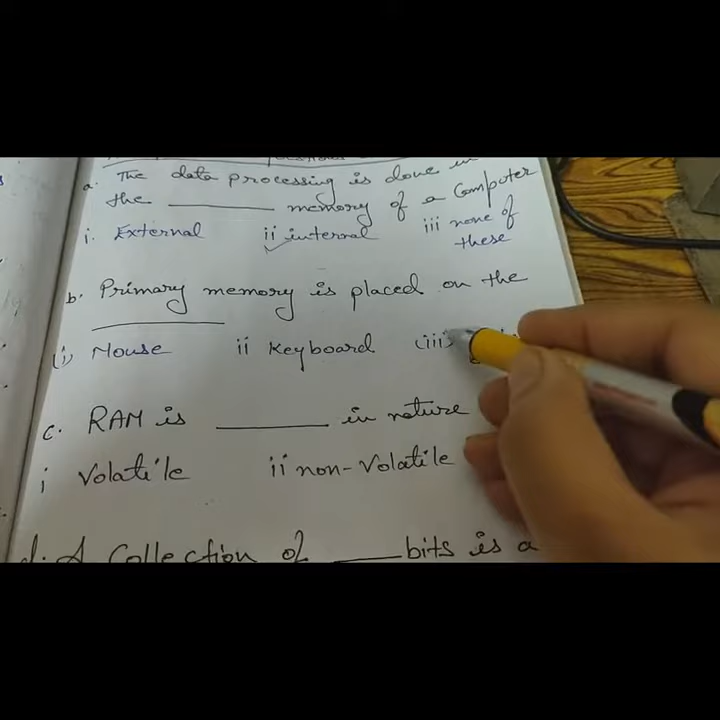 a. The data processing is done in
the ________ memory of a Computer
i. External ii internal iii none of
these
b. Primary memory is placed on the
________
(i) Mouse ii Keyboard (iii)
c. RAM is ________ in nature
i Volatile ii non-Volatile
d. A Collection of ____ bits is a